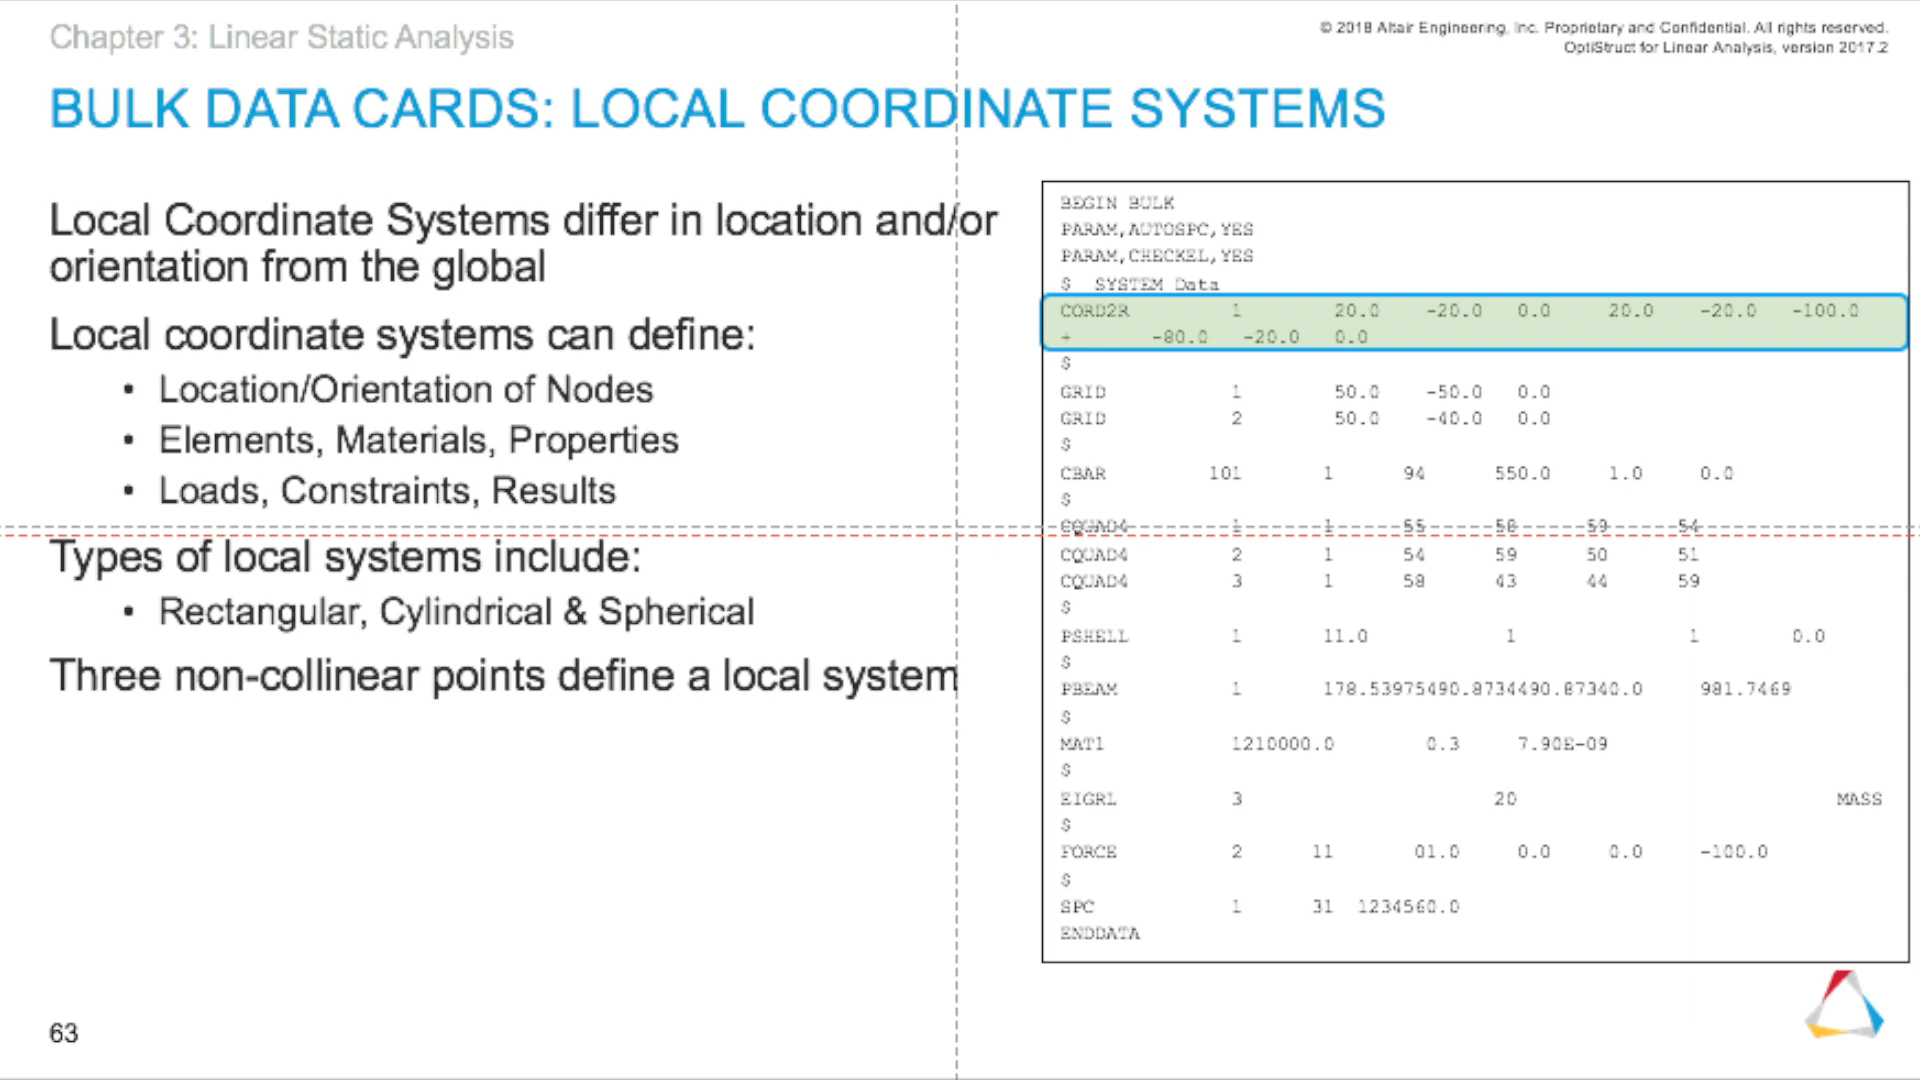 Chapter 3: Linear Static Analysis
© 2018 Altair Engineering, Inc. Proprietary and Confidential. All rights reserved.
OptiStruct for Linear Analysis, version 2017.2
BULK DATA CARDS: LOCAL COORDINATE SYSTEMS
Local Coordinate Systems differ in location and/or
orientation from the global
Local coordinate systems can define:
• Location/Orientation of Nodes
• Elements, Materials, Properties
• Loads, Constraints, Results
Types of local systems include:
• Rectangular, Cylindrical & Spherical
Three non-collinear points define a local system
BEGIN BULK
PARAM,AUTOSPC,YES
PARAM,CHECKEL,YES
$ SYSTEM Data
CORD2R 1 20.0 -20.0 0.0 20.0 -20.0 -100.0
+ -80.0 -20.0 0.0
$
GRID 1 50.0 -50.0 0.0
GRID 2 50.0 -40.0 0.0
$
CBAR 101 1 94 550.0 1.0 0.0
$
CQUAD4 1 1 55 58 59 54
CQUAD4 2 1 54 59 50 51
CQUAD4 3 1 58 43 44 59
$
PSHELL 1 11.0 1 1 0.0
$
PBEAM 1 178.53975490.8734490.87340.0 981.7469
$
MAT1 1210000.0 0.3 7.90E-09
$
EIGRL 3 20 MASS
$
FORCE 2 11 01.0 0.0 0.0 -100.0
$
SPC 1 31 1234560.0
ENDDATA
63